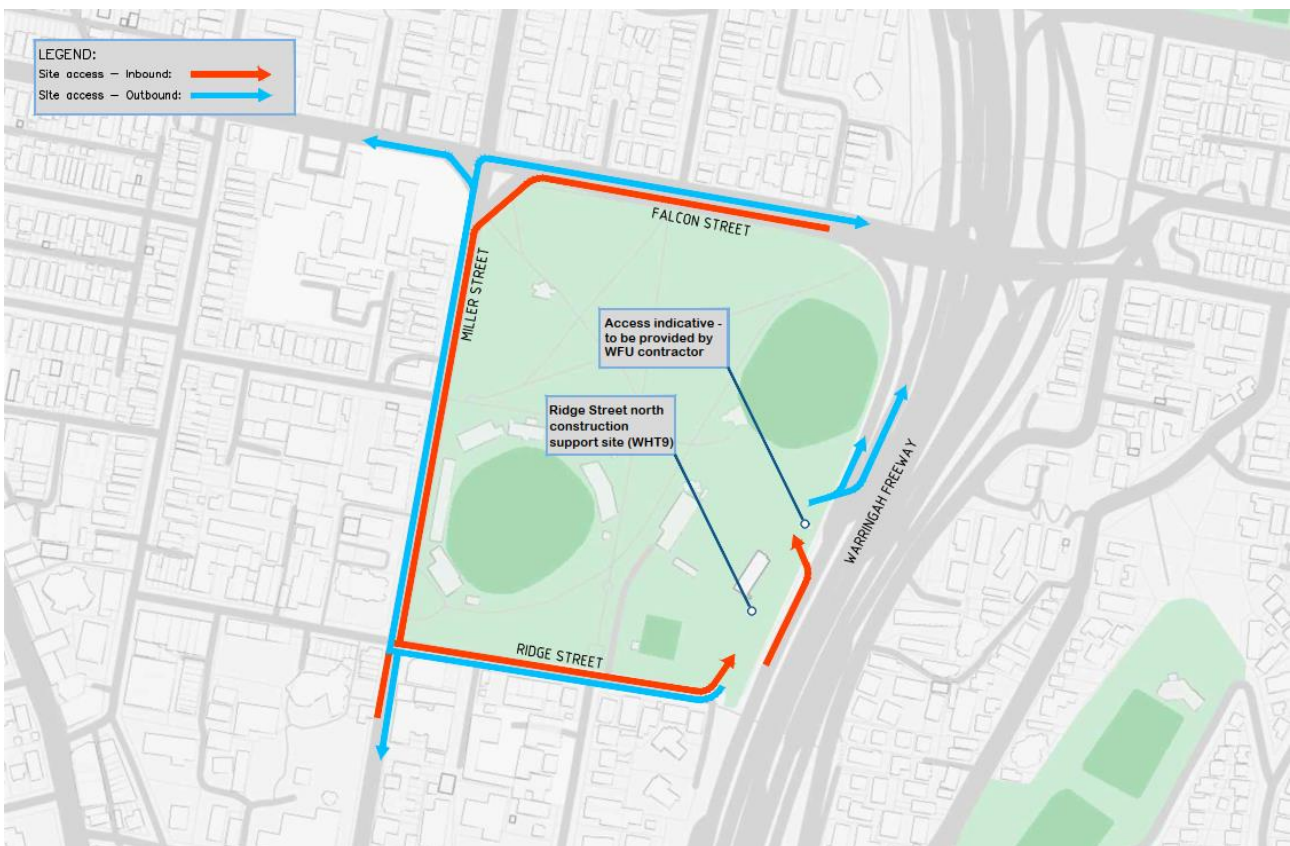 LEGEND:
Site access – Inbound:
SIte access – Outbound:
FALCON STREET
MILLER STREET
Access indicative -
to be provided by
WFU contractor
Ridge Street north
construction
support site (WHT9)
WARRINGAH FREEWAY
RIDGE STREET